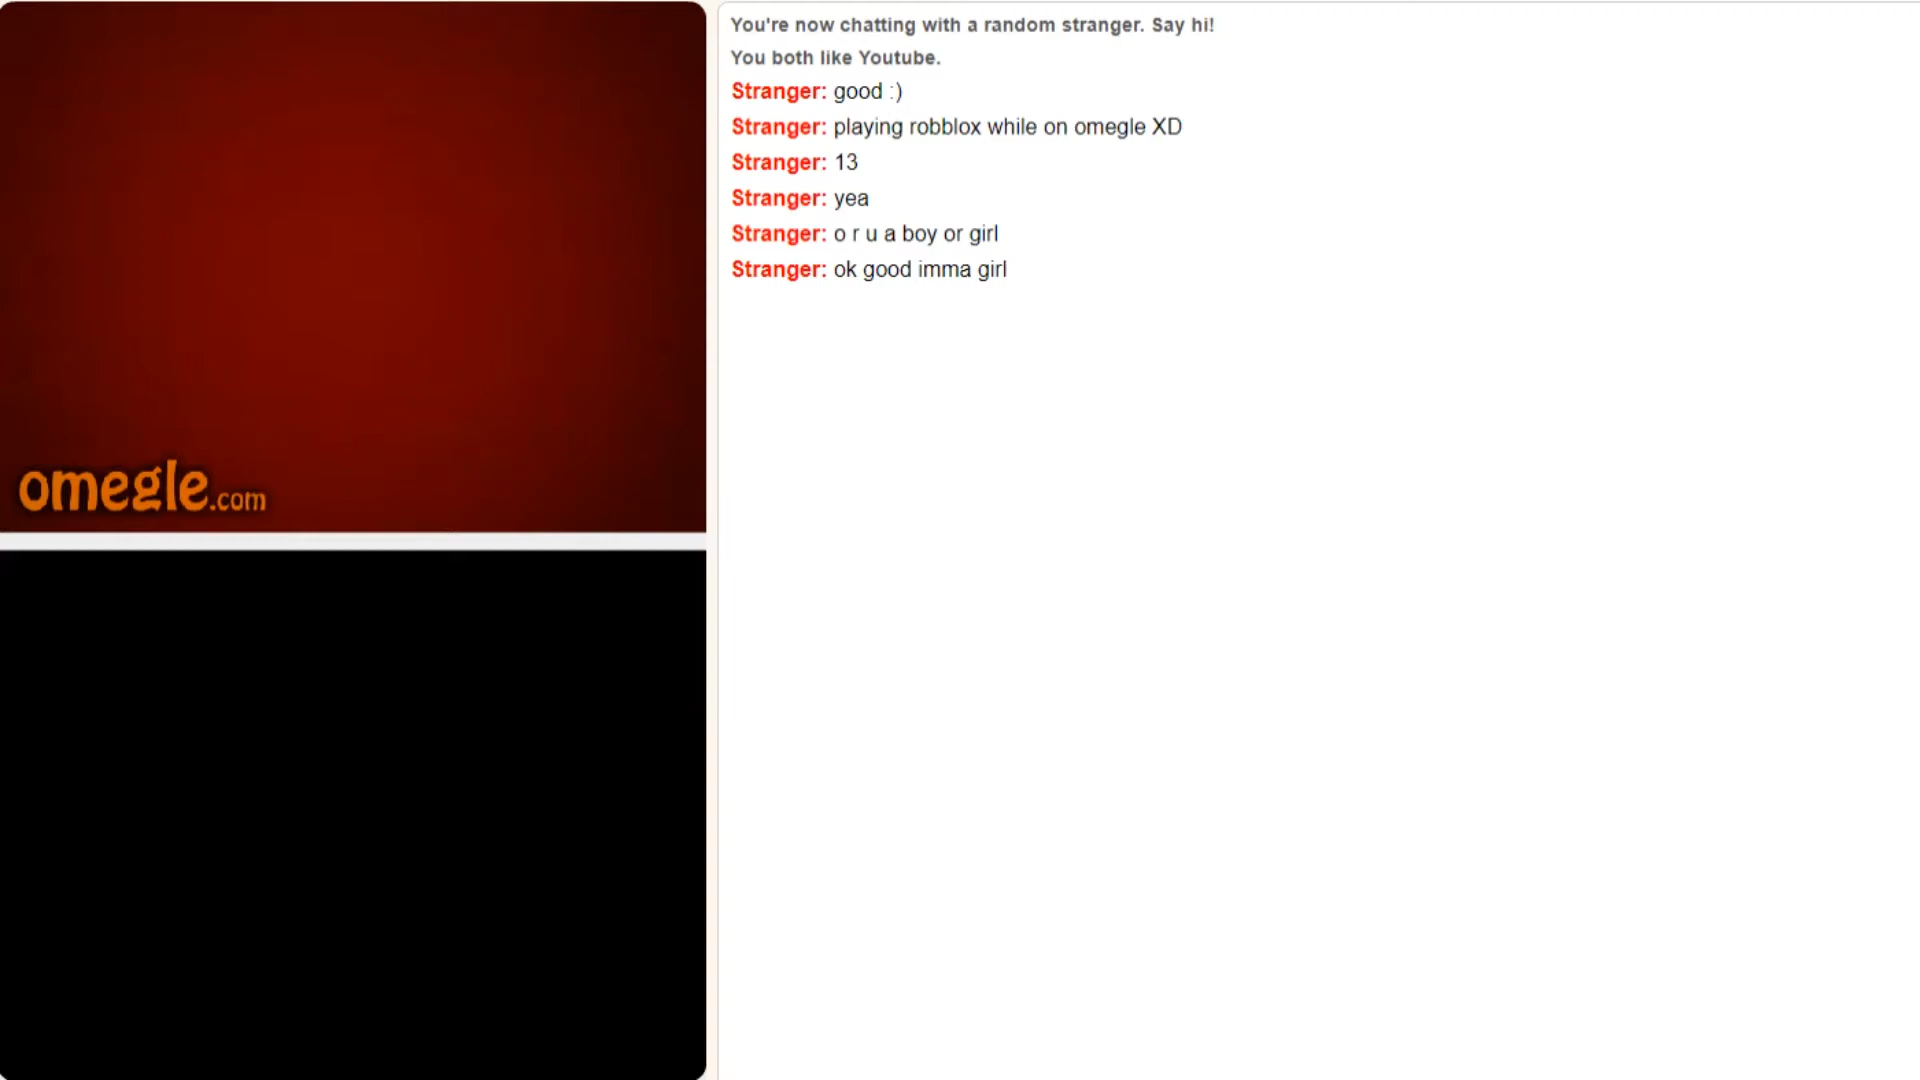 You're now chatting with a random stranger. Say hi!
You both like Youtube.
Stranger: good :)
Stranger: playing robblox while on omegle XD
Stranger: 13
Stranger: yea
Stranger: o r u a boy or girl
Stranger: ok good imma girl
omegle.com